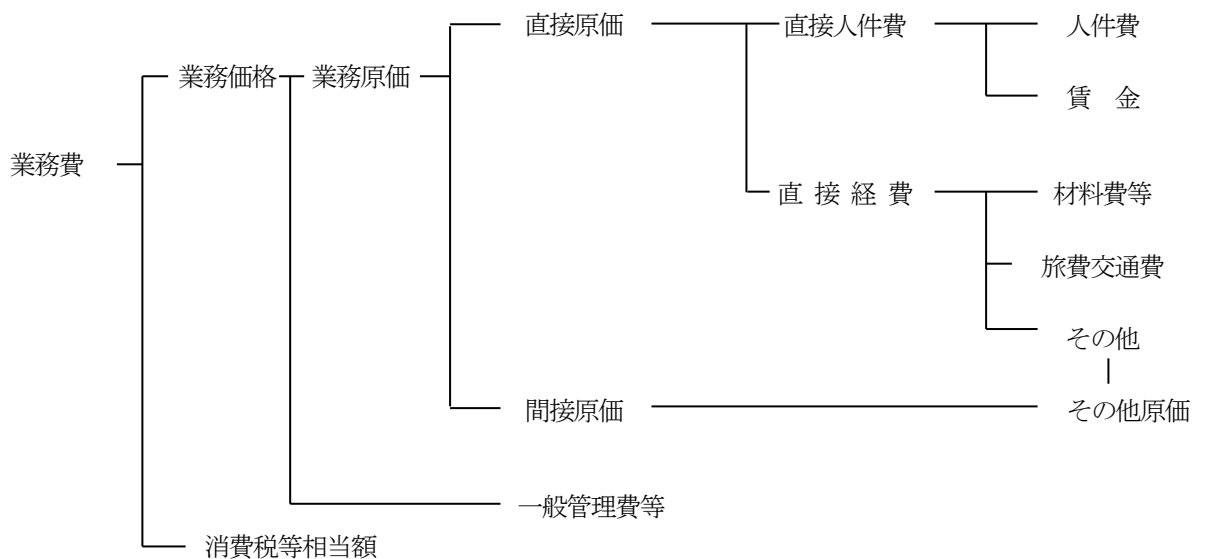 直接原価 直接人件費 人件費
業務価格 業務原価
賃　金
業務費
直 接 経 費 材料費等
旅費交通費
その他
間接原価 その他原価
一般管理費等
消費税等相当額